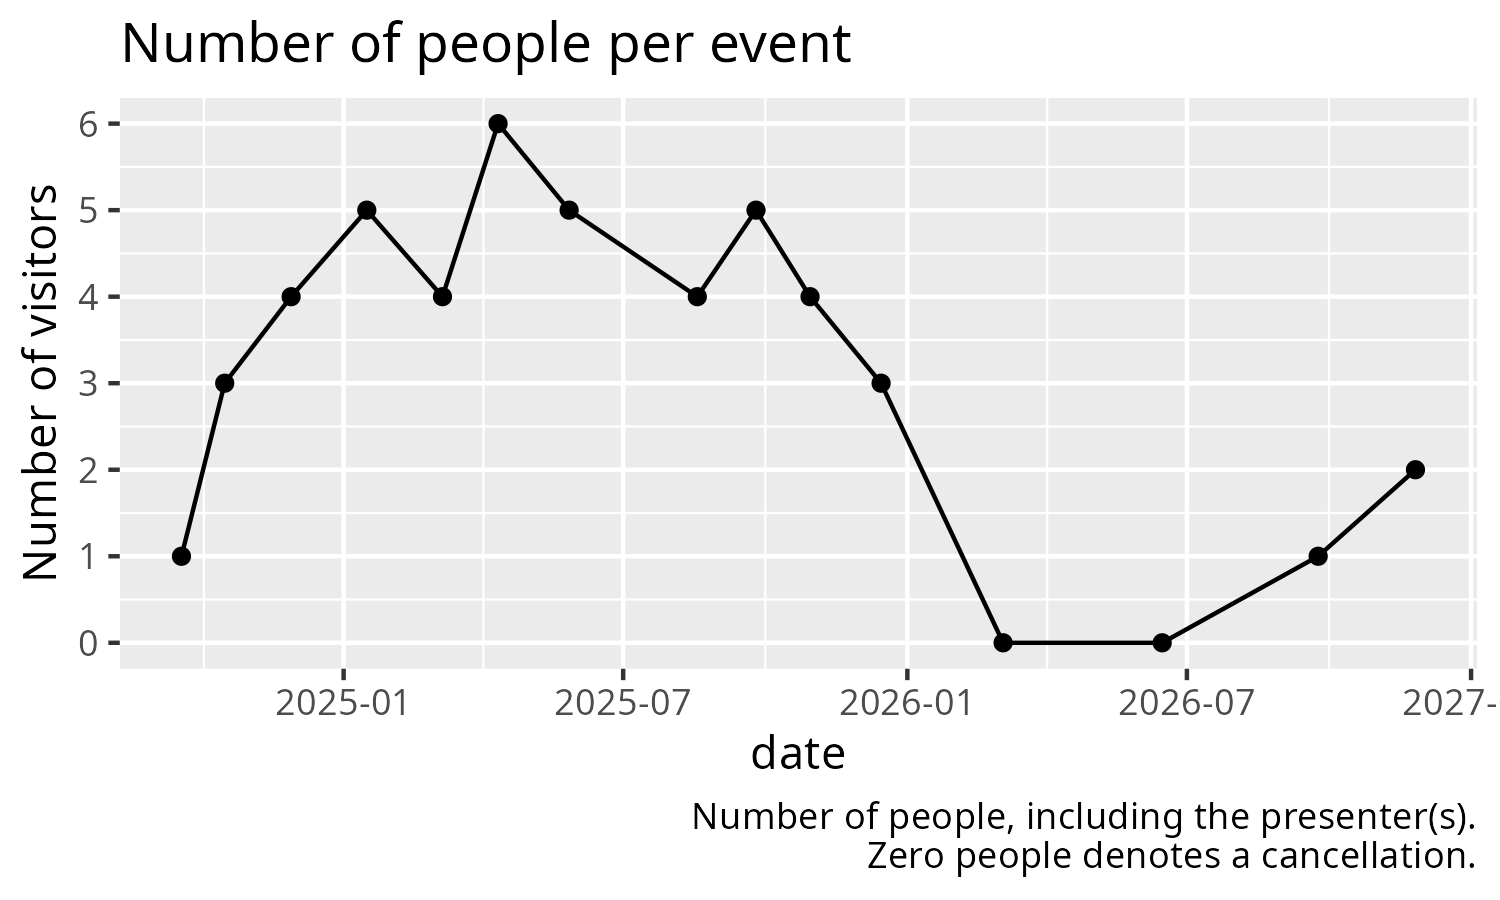 Number of people per event
Number of visitors
6
5
4
3
2
1
0
2025-01
2025-07
2026-01
2026-07
2027-
date
Number of people, including the presenter(s).
Zero people denotes a cancellation.